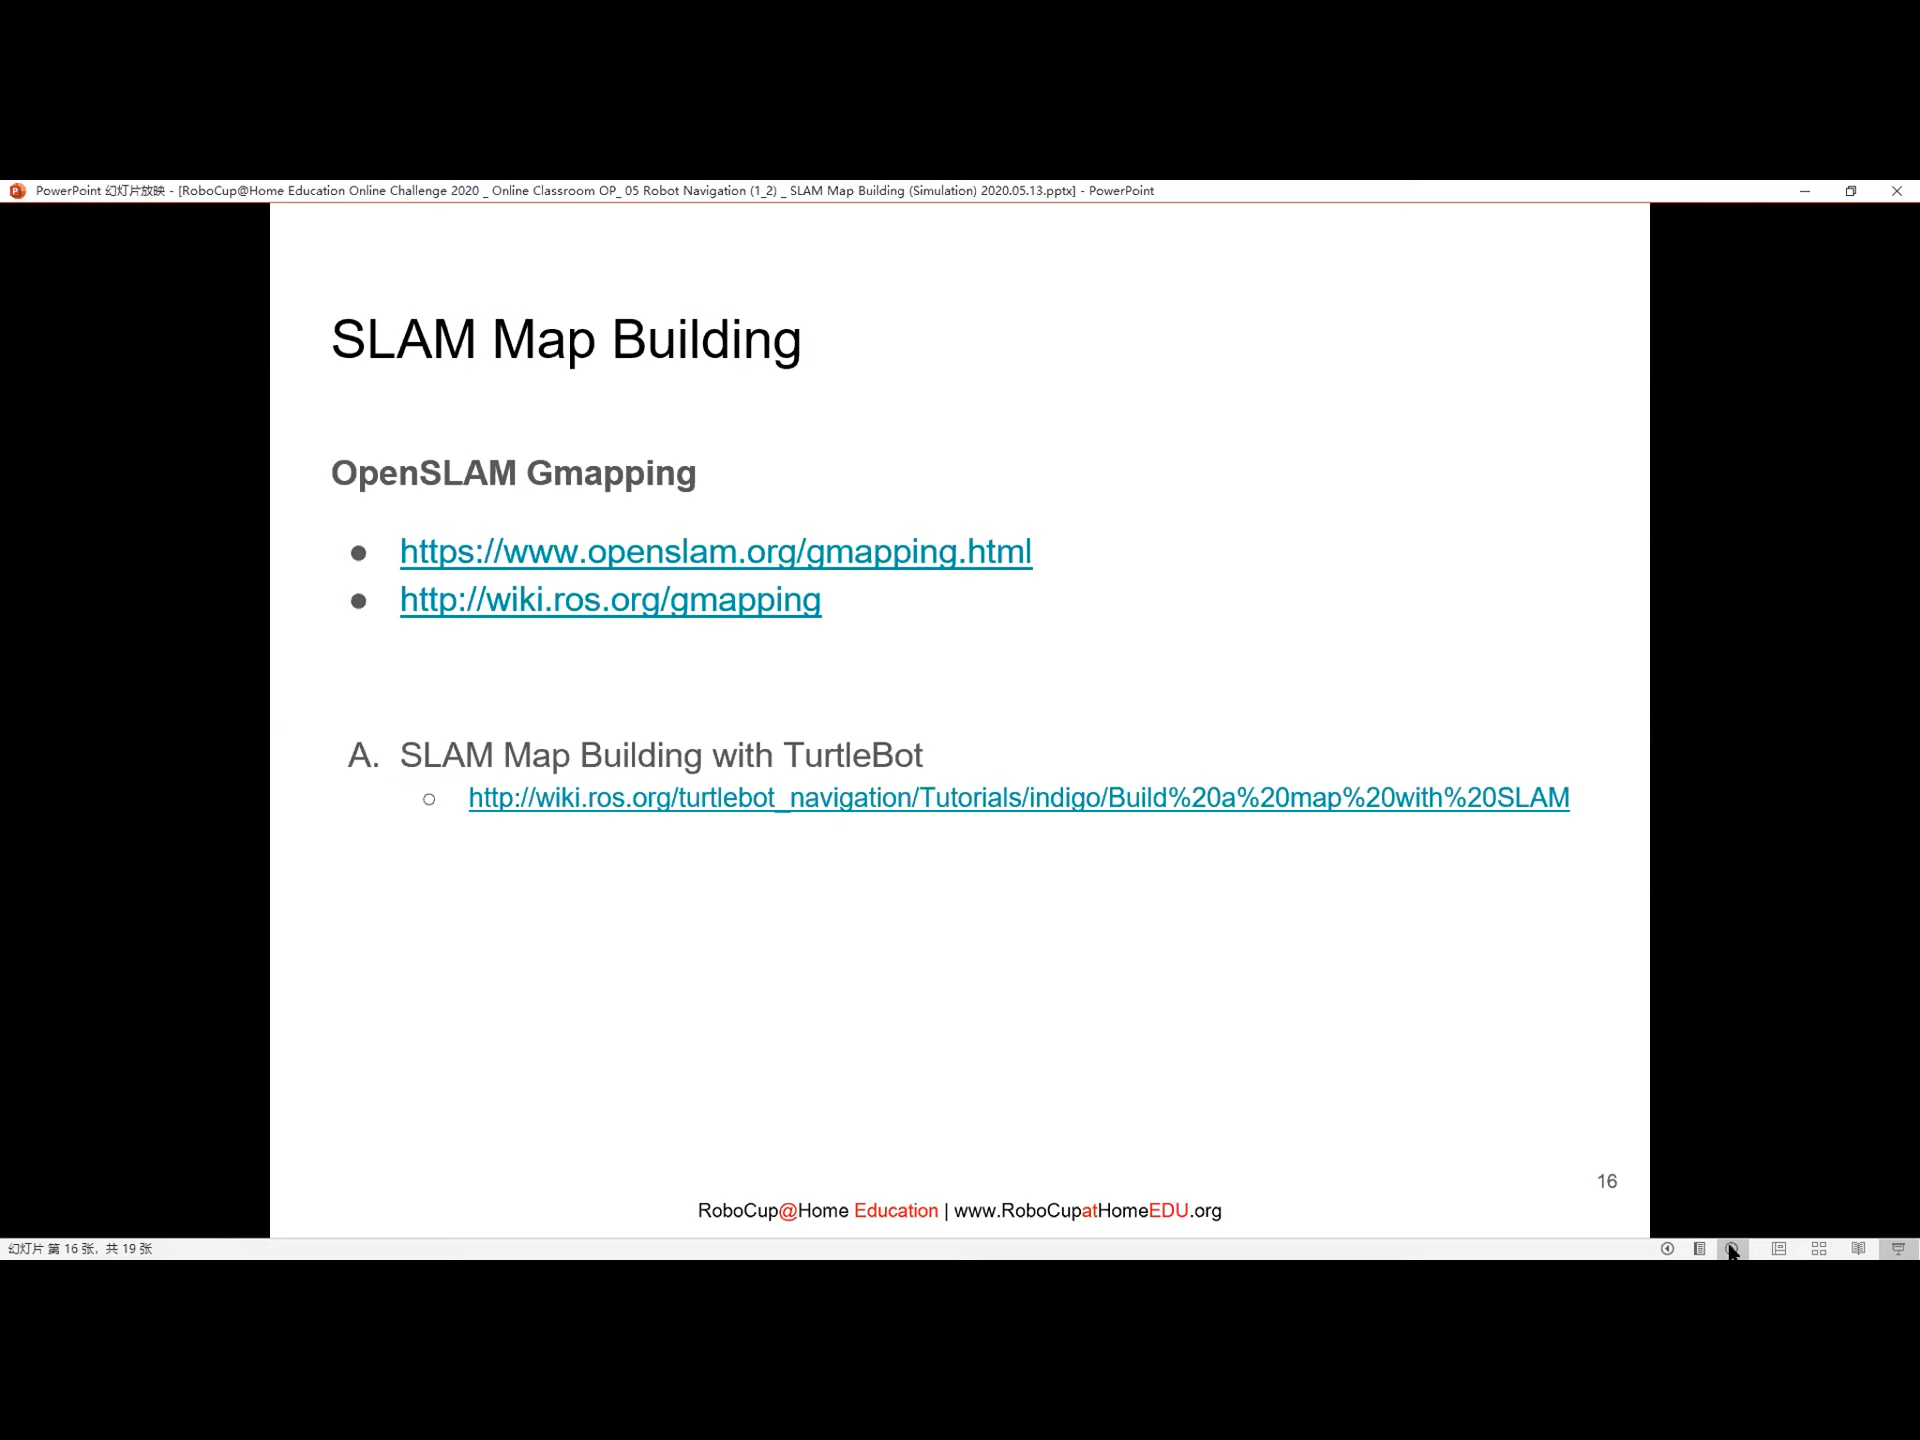 PowerPoint 幻灯片放映 - [RoboCup@Home Education Online Challenge 2020 _ Online Classroom OP_ 05 Robot Navigation (1_2) _ SLAM Map Building (Simulation) 2020.05.13.pptx] - PowerPoint
SLAM Map Building
OpenSLAM Gmapping
● https://www.openslam.org/gmapping.html
● http://wiki.ros.org/gmapping
A. SLAM Map Building with TurtleBot
○ http://wiki.ros.org/turtlebot_navigation/Tutorials/indigo/Build%20a%20map%20with%20SLAM
16
RoboCup@Home Education | www.RoboCupatHomeEDU.org
幻灯片 第 16 张，共 19 张